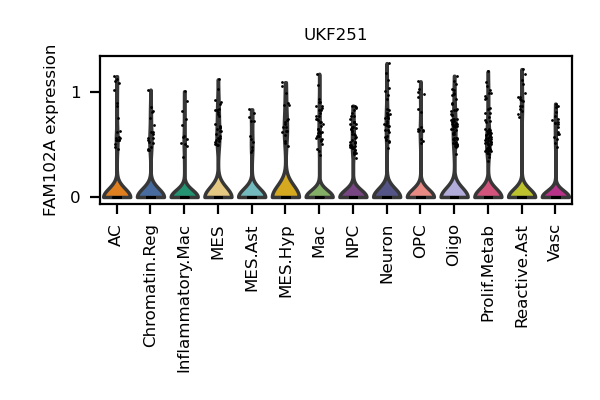 UKF251
FAM102A expression
1
0
AC
Chromatin.Reg
Inflammatory.Mac
MES
MES.Ast
MES.Hyp
Mac
NPC
Neuron
OPC
Oligo
Prolif.Metab
Reactive.Ast
Vasc